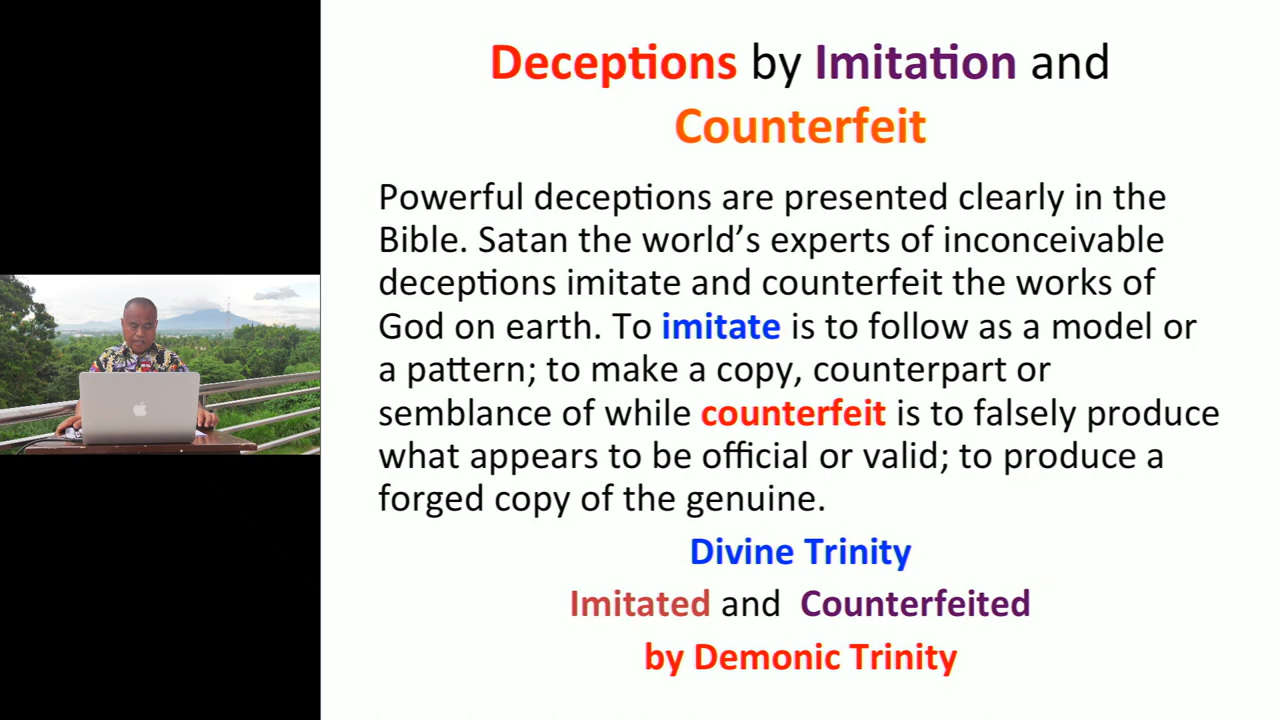 Deceptions by Imitation and
Counterfeit
Powerful deceptions are presented clearly in the
Bible. Satan the world’s experts of inconceivable
deceptions imitate and counterfeit the works of
God on earth. To imitate is to follow as a model or
a pattern; to make a copy, counterpart or
semblance of while counterfeit is to falsely produce
what appears to be official or valid; to produce a
forged copy of the genuine.
Divine Trinity
Imitated and Counterfeited
by Demonic Trinity